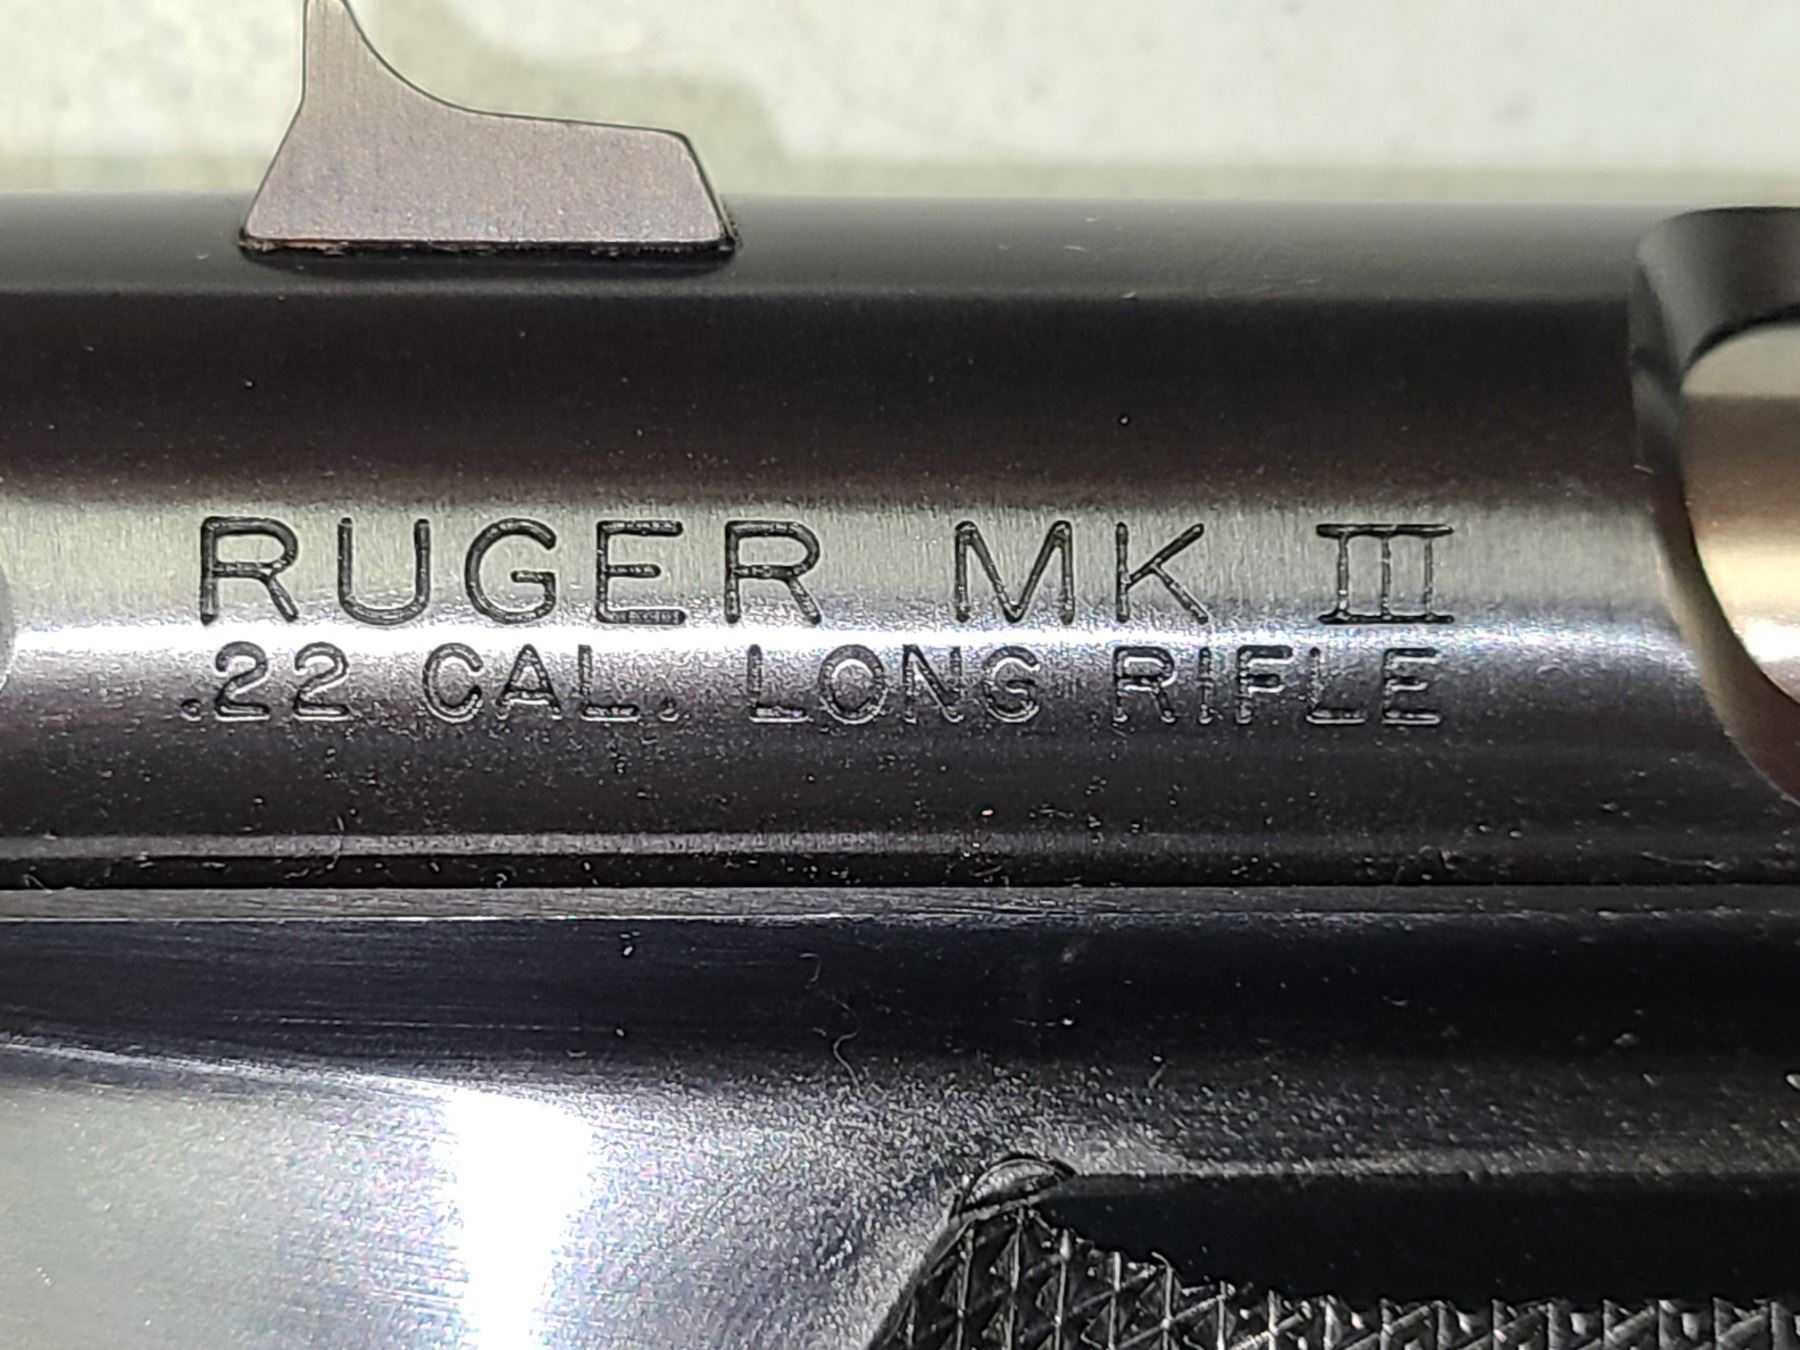 RUGER MK III
.22 CAL. LONG RIFLE